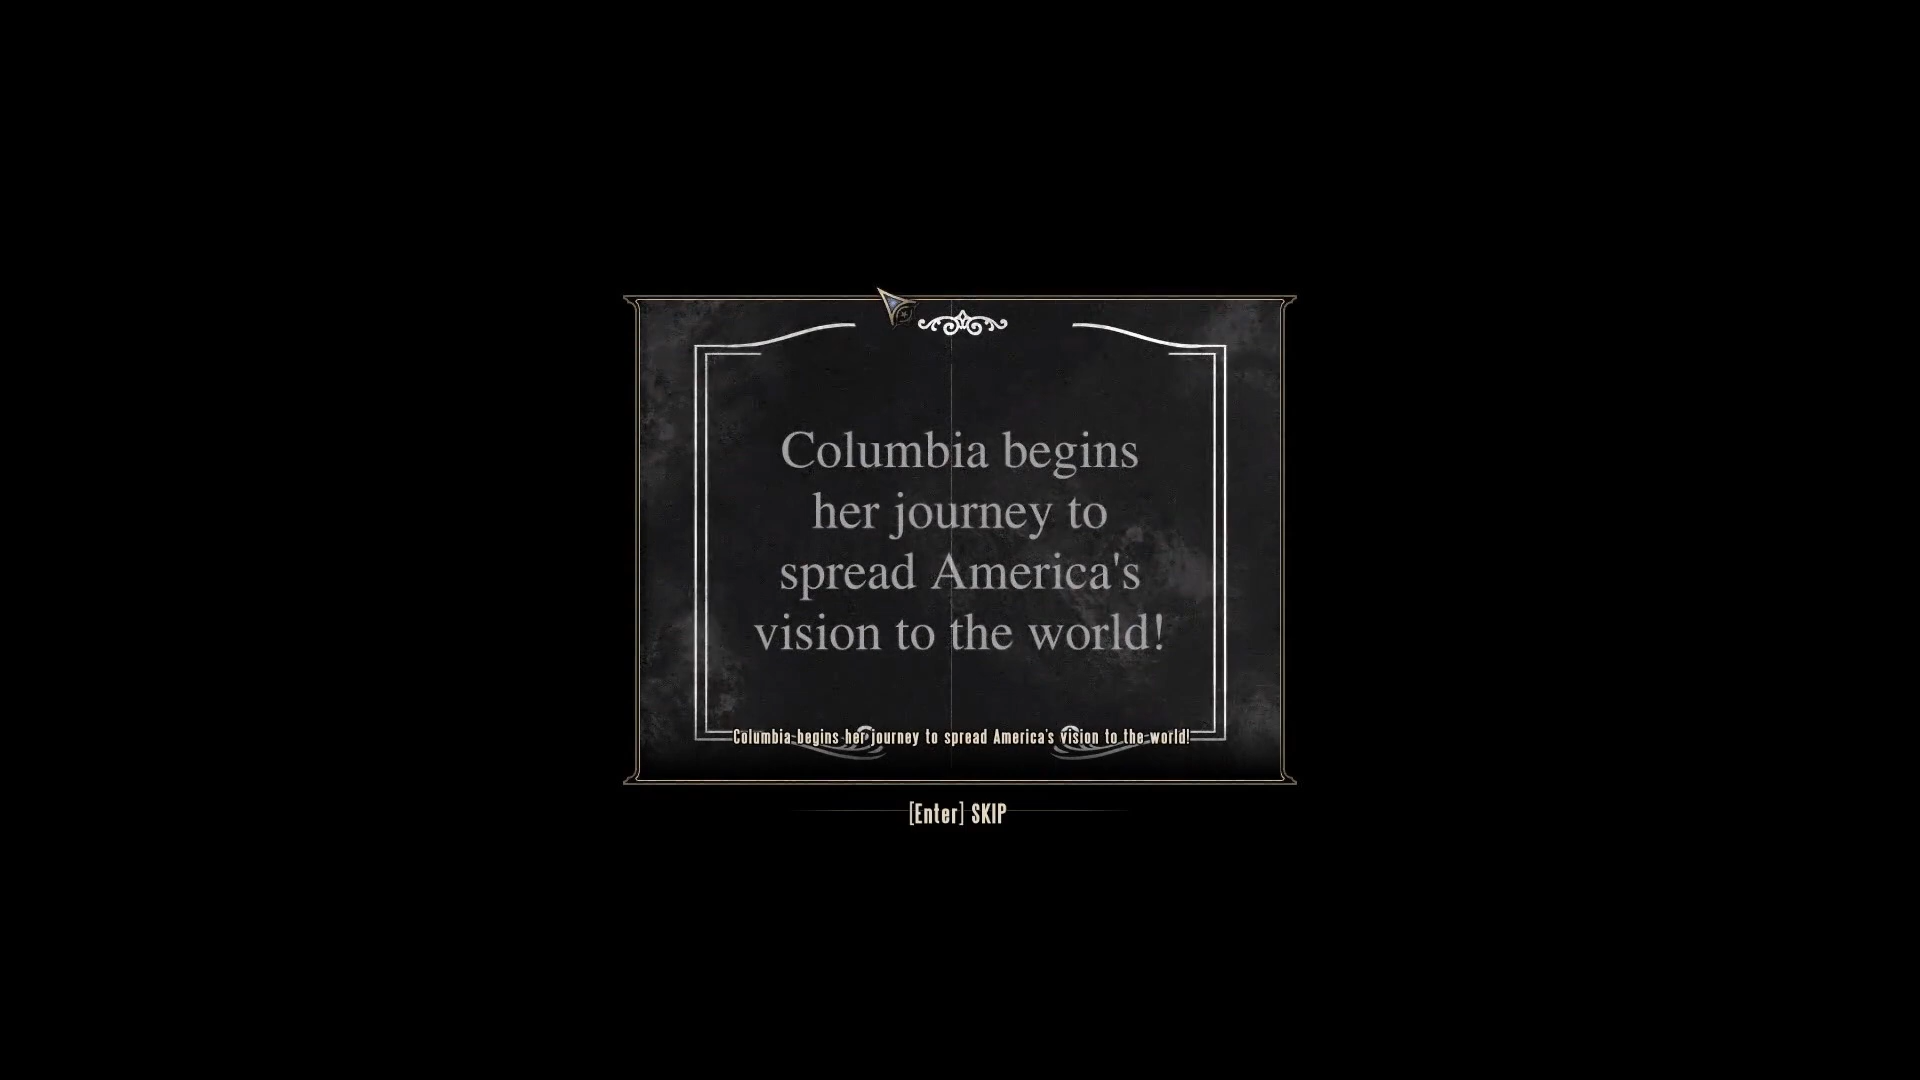 Columbia begins
her journey to
spread America's
vision to the world!
Columbia begins her journey to spread America's vision to the world!
[Enter] SKIP